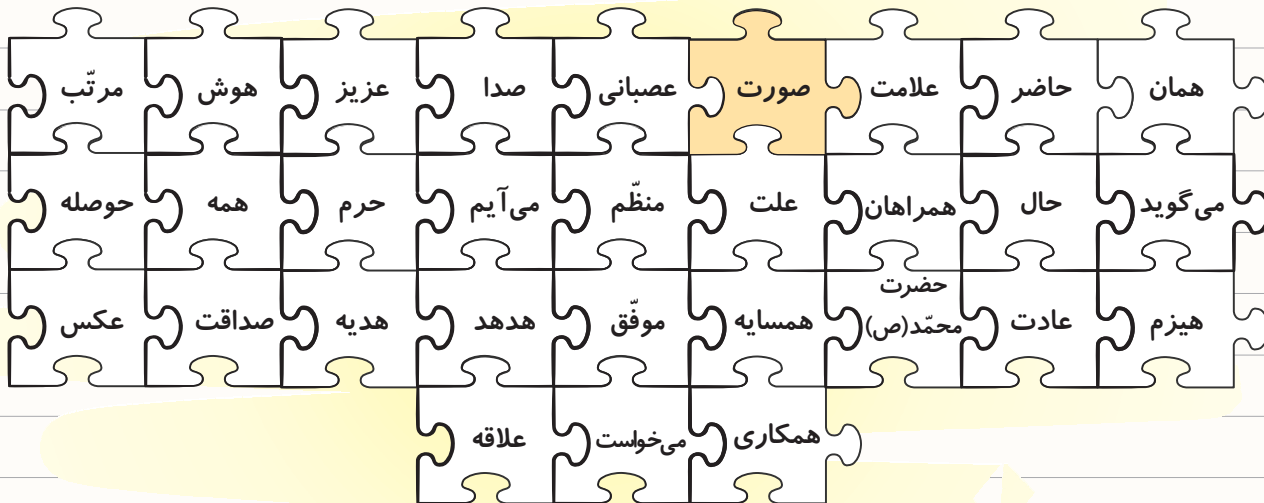 همان حاضر علامت صورت عصبانی صدا عزیز هوش مرتّب
می‌گوید حال همراهان علت منظّم می‌آیم حرم همه حوصله
هیزم عادت حضرت محمّد(ص) همسایه موفّق هدهد هدیه صداقت عکس
همکاری می‌خواست علاقه